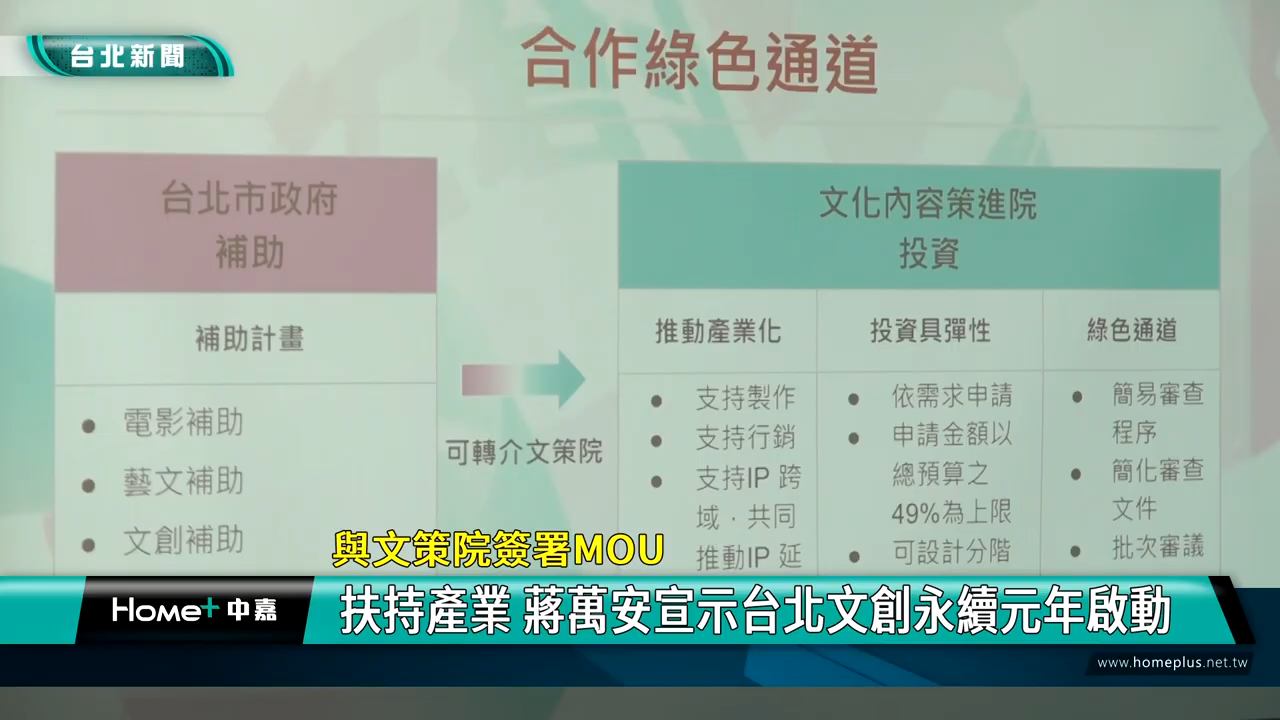 台北新聞
合作綠色通道
台北市政府
補助
補助計畫
● 電影補助
● 藝文補助
● 文創補助
可轉介文策院
文化內容策進院
投資
推動產業化
● 支持製作
● 支持行銷
● 支持IP 跨
域，共同
推動IP 延
投資具彈性
● 依需求申請
● 申請金額以
總預算之
49%為上限
● 可設計分階
綠色通道
● 簡易審查
程序
● 簡化審查
文件
● 批次審議
與文策院簽署MOU
Home+中嘉
扶持產業 蔣萬安宣示台北文創永續元年啟動
www.homeplus.net.tw